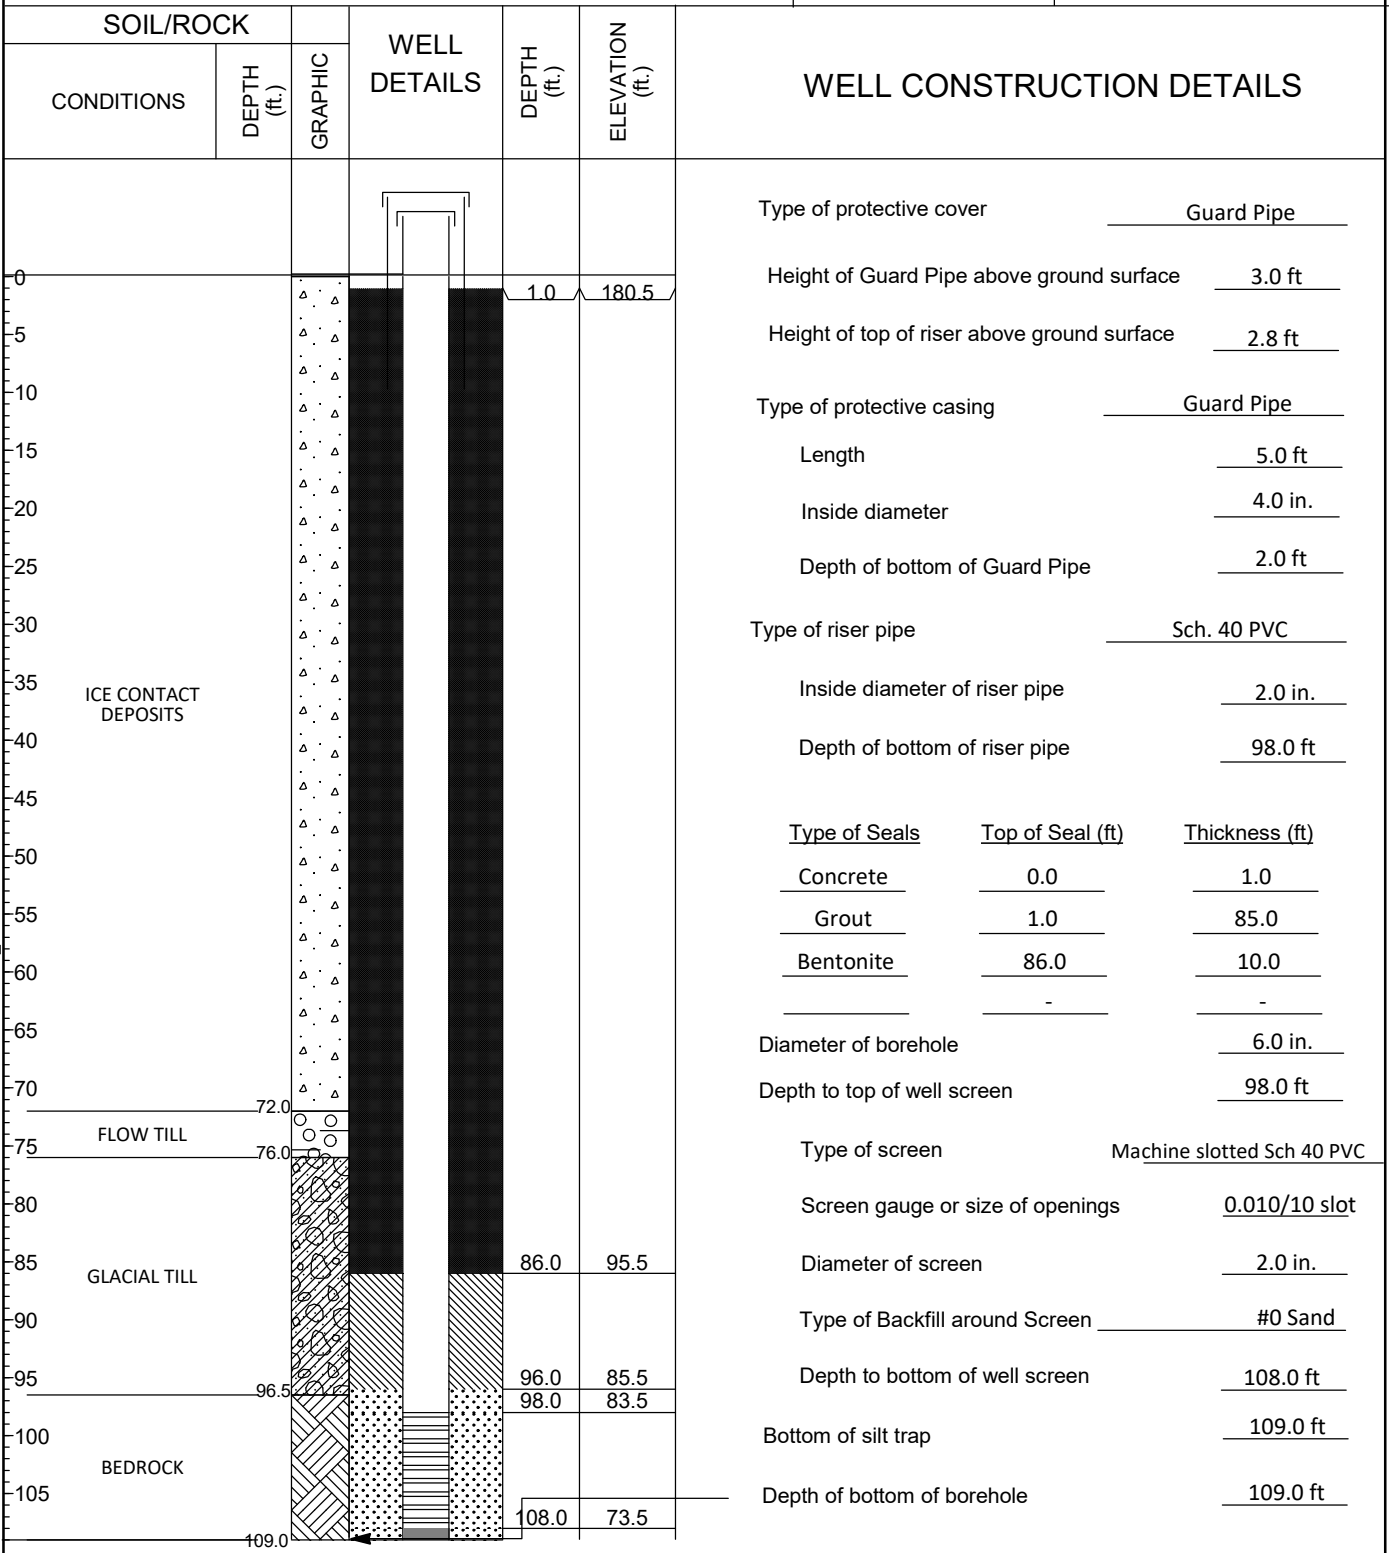 SOIL/ROCK
CONDITIONS
DEPTH
(ft.)
GRAPHIC
WELL
DETAILS
DEPTH
(ft.)
ELEVATION
(ft.)
WELL CONSTRUCTION DETAILS
0
5
10
15
20
25
30
35
40
45
50
55
60
65
70
75
80
85
90
95
100
105
ICE CONTACT
DEPOSITS
72.0
FLOW TILL
76.0
GLACIAL TILL
96.5
BEDROCK
109.0
1.0 180.5
86.0 95.5
96.0 85.5
98.0 83.5
108.0 73.5
Type of protective cover Guard Pipe
Height of Guard Pipe above ground surface 3.0 ft
Height of top of riser above ground surface 2.8 ft
Type of protective casing Guard Pipe
Length 5.0 ft
Inside diameter 4.0 in.
Depth of bottom of Guard Pipe 2.0 ft
Type of riser pipe Sch. 40 PVC
Inside diameter of riser pipe 2.0 in.
Depth of bottom of riser pipe 98.0 ft
Type of Seals Top of Seal (ft) Thickness (ft)
Concrete 0.0 1.0
Grout 1.0 85.0
Bentonite 86.0 10.0
- -
Diameter of borehole 6.0 in.
Depth to top of well screen 98.0 ft
Type of screen Machine slotted Sch 40 PVC
Screen gauge or size of openings 0.010/10 slot
Diameter of screen 2.0 in.
Type of Backfill around Screen #0 Sand
Depth to bottom of well screen 108.0 ft
Bottom of silt trap 109.0 ft
Depth of bottom of borehole 109.0 ft